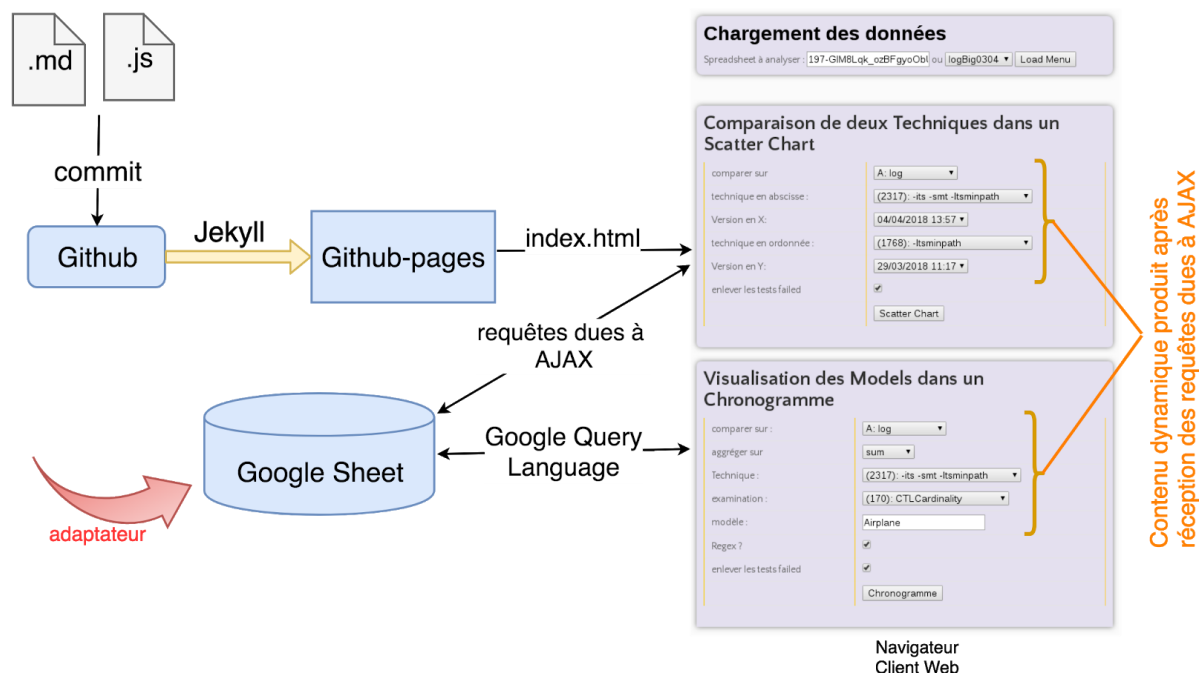 .md
.js
commit
Github
Jekyll
Github-pages
index.html
requêtes dues à
AJAX
Google Query
Language
Google Sheet
adaptateur
Chargement des données
Spreadsheet à analyser : 197-GlM8Lqk_ozBFgyoObU ou logBig0304 Load Menu
Comparaison de deux Techniques dans un
Scatter Chart
comparer sur A: log
technique en abscisse : (2317): -its -smt -ltsminpath
Version en X: 04/04/2018 13:57
technique en ordonnée : (1768): -ltsminpath
Version en Y: 29/03/2018 11:17
enlever les tests failed
Scatter Chart
Visualisation des Models dans un
Chronogramme
comparer sur : A: log
aggréger sur sum
Technique : (2317): -its -smt -ltsminpath
examination : (170): CTLCardinality
modèle : Airplane
Regex ?
enlever les tests failed
Chronogramme
Navigateur
Client Web
Contenu dynamique produit après
réception des requêtes dues à AJAX